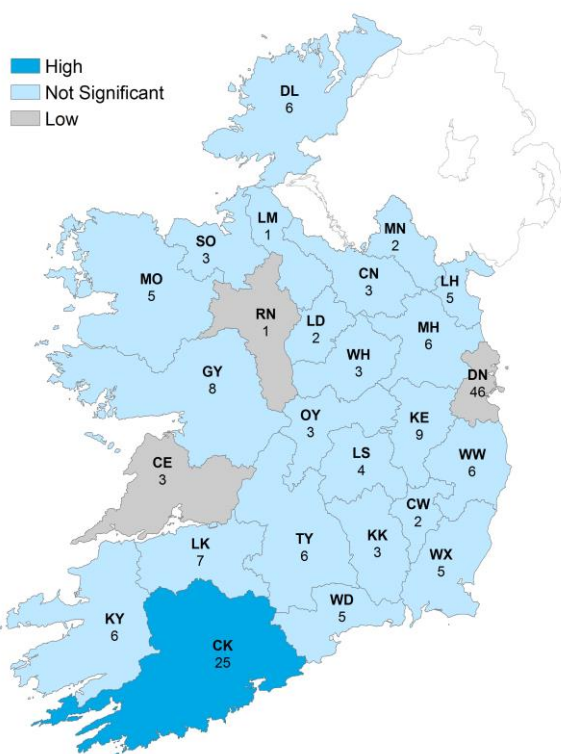 High
Not Significant
Low
DL
6
LM
1
MN
2
SO
3
CN
3
MO
5
LH
5
RN
1
LD
2
MH
6
WH
3
GY
8
DN
46
OY
3
KE
9
LS
4
WW
6
CE
3
CW
2
TY
6
KK
3
LK
7
WX
5
WD
5
KY
6
CK
25